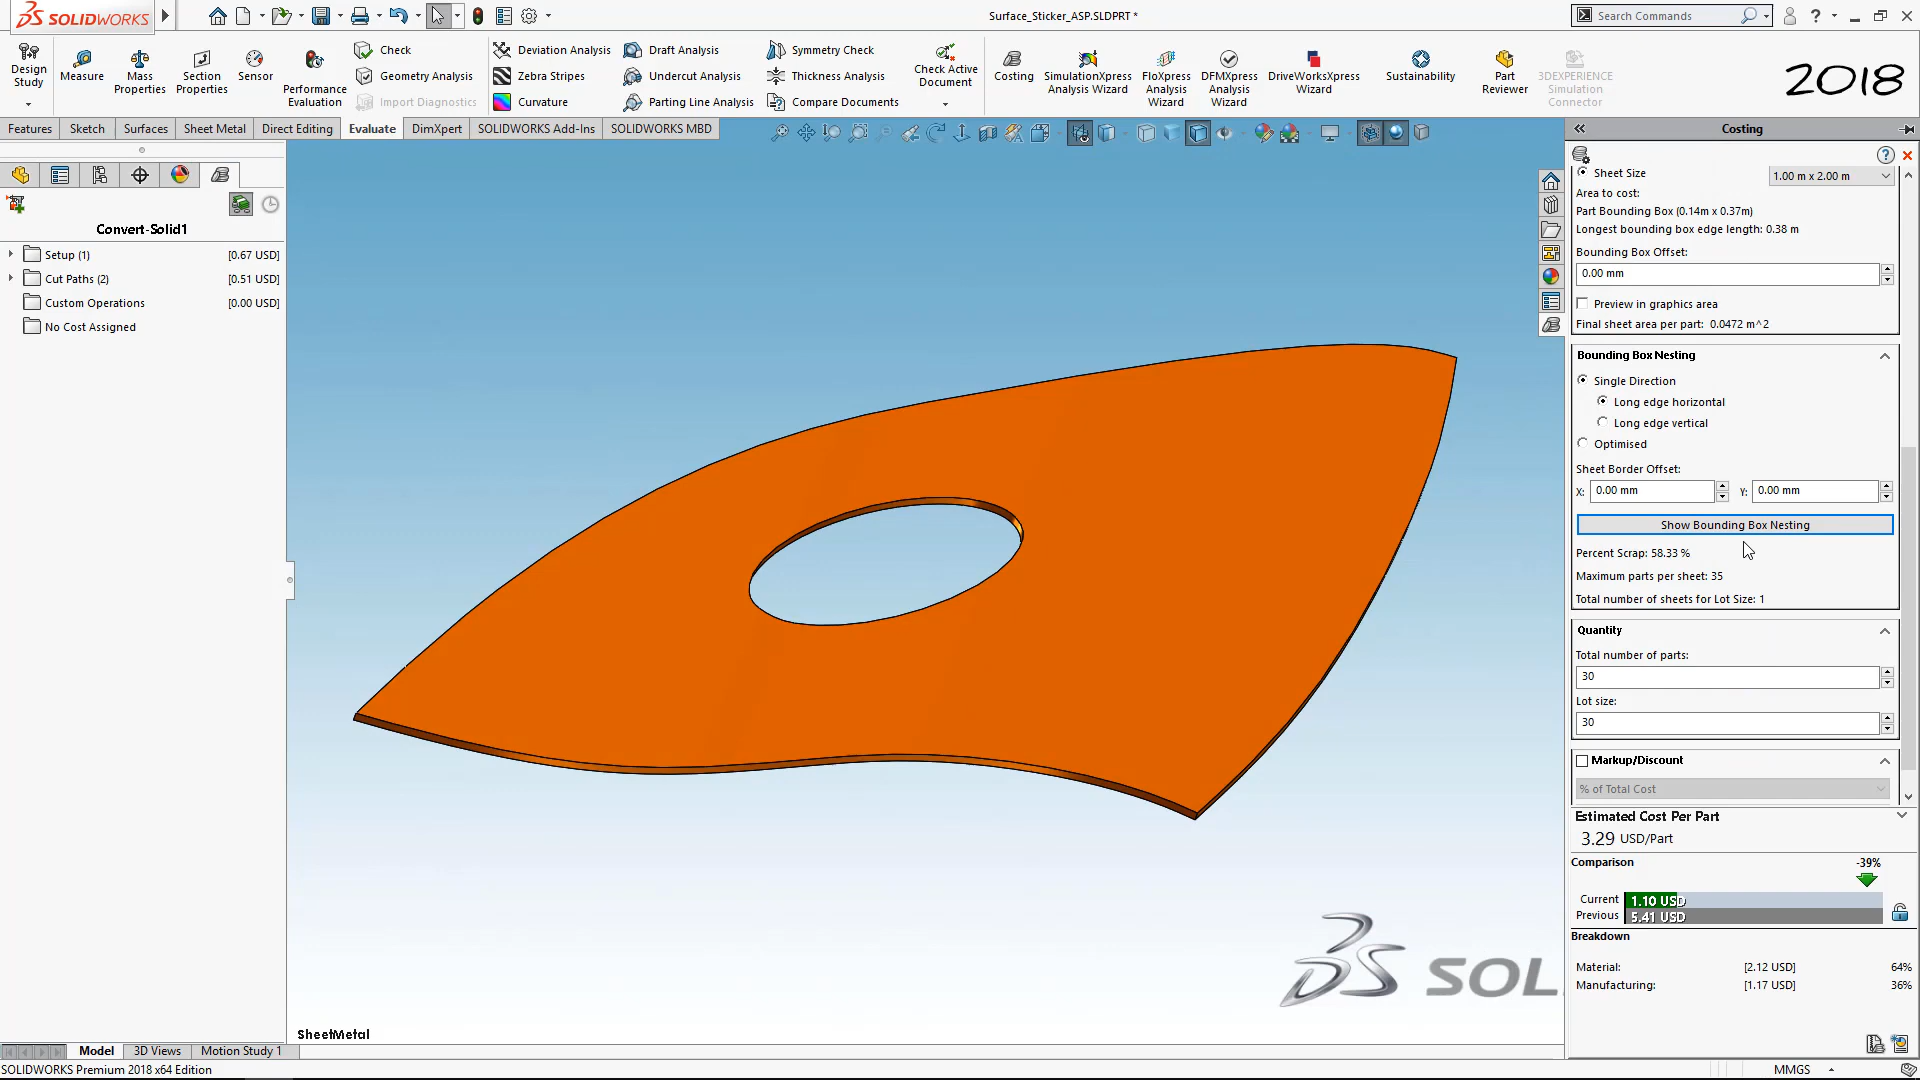 SOLIDWORKS
Surface_Sticker_ASP.SLDPRT *
Search Commands
?
Design Study
Measure
Mass Properties
Section Properties
Sensor
Performance Evaluation
Check
Geometry Analysis
Import Diagnostics
Deviation Analysis
Zebra Stripes
Curvature
Draft Analysis
Undercut Analysis
Parting Line Analysis
Symmetry Check
Thickness Analysis
Compare Documents
Check Active Document
Costing
SimulationXpress Analysis Wizard
FloXpress Analysis Wizard
DFMXpress Analysis Wizard
DriveWorksXpress Wizard
Sustainability
Part Reviewer
3DEXPERIENCE Simulation Connector
2018
Features
Sketch
Surfaces
Sheet Metal
Direct Editing
Evaluate
DimXpert
SOLIDWORKS Add-Ins
SOLIDWORKS MBD
Convert-Solid1
Setup (1) [0.67 USD]
Cut Paths (2) [0.51 USD]
Custom Operations [0.00 USD]
No Cost Assigned
Costing
?
Sheet Size 1.00 m x 2.00 m
Area to cost:
Part Bounding Box (0.14m x 0.37m)
Longest bounding box edge length: 0.38 m
Bounding Box Offset:
0.00 mm
Preview in graphics area
Final sheet area per part: 0.0472 m^2
Bounding Box Nesting
Single Direction
Long edge horizontal
Long edge vertical
Optimised
Sheet Border Offset:
X: 0.00 mm Y: 0.00 mm
Show Bounding Box Nesting
Percent Scrap: 58.33 %
Maximum parts per sheet: 35
Total number of sheets for Lot Size: 1
Quantity
Total number of parts:
30
Lot size:
30
Markup/Discount
% of Total Cost
Estimated Cost Per Part
3.29 USD/Part
Comparison -39%
Current 1.10 USD
Previous 5.41 USD
Breakdown
Material: [2.12 USD] 64%
Manufacturing: [1.17 USD] 36%
SOL
SheetMetal
Model
3D Views
Motion Study 1
SOLIDWORKS Premium 2018 x64 Edition
MMGS